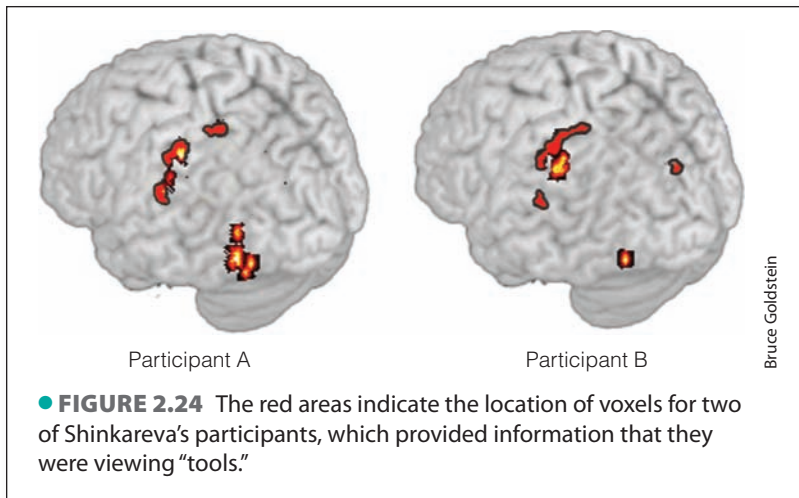 Participant A
Participant B
Bruce Goldstein
● FIGURE 2.24 The red areas indicate the location of voxels for two
of Shinkareva’s participants, which provided information that they
were viewing “tools.”